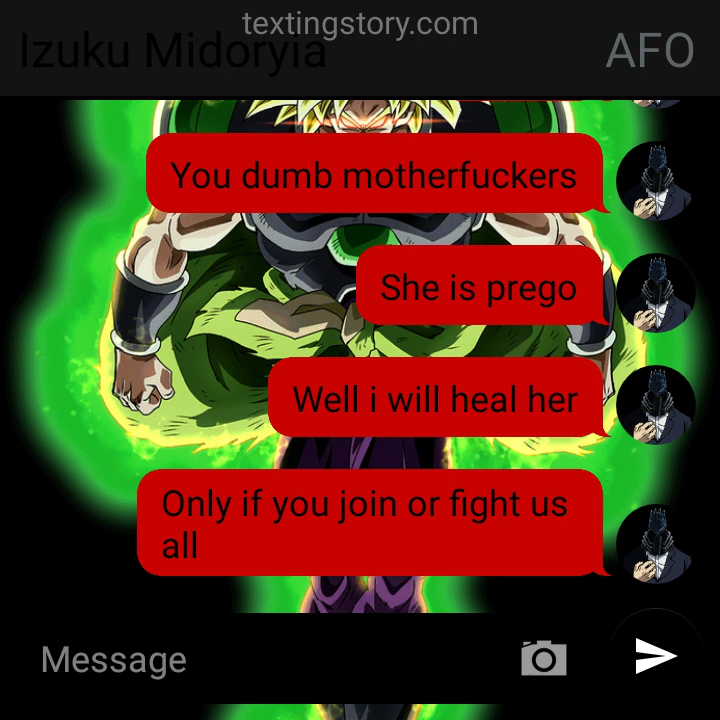 textingstory.com
Izuku Midoryia
AFO
You dumb motherfuckers
She is prego
Well i will heal her
Only if you join or fight us
all
Message